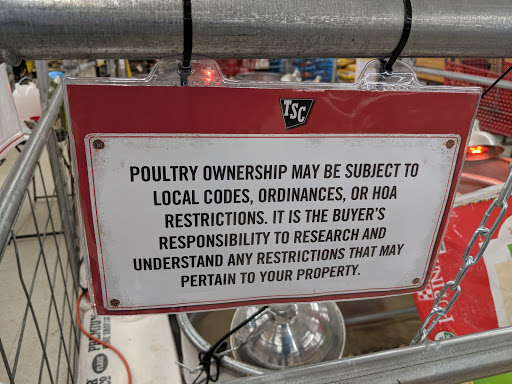 TSC
POULTRY OWNERSHIP MAY BE SUBJECT TO
LOCAL CODES, ORDINANCES, OR HOA
RESTRICTIONS. IT IS THE BUYER'S
RESPONSIBILITY TO RESEARCH AND
UNDERSTAND ANY RESTRICTIONS THAT MAY
PERTAIN TO YOUR PROPERTY.